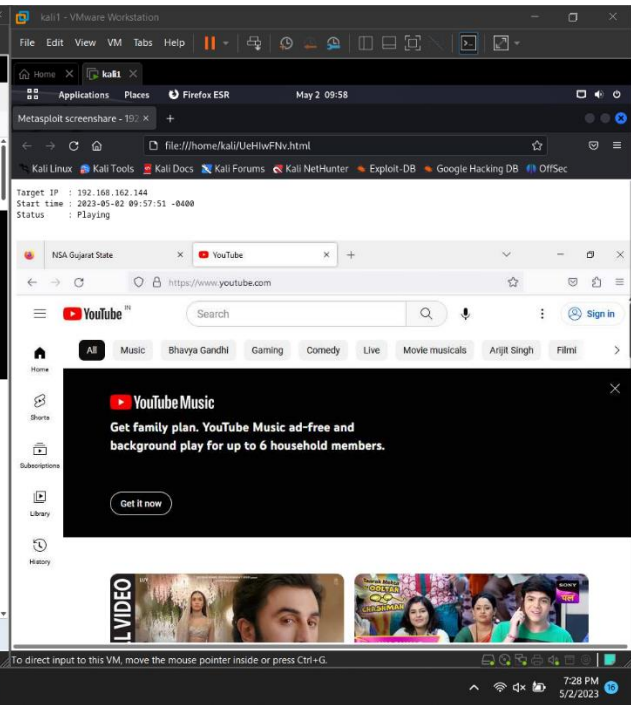 kali1 - VMware Workstation
File Edit View VM Tabs Help
Home kali1
Applications Places Firefox ESR May 2 09:58
Metasploit screenshare - 192
file:///home/kali/UeHIwFNv.html
Kali Linux Kali Tools Kali Docs Kali Forums Kali NetHunter Exploit-DB Google Hacking DB OffSec
Target IP : 192.168.162.144
Start time : 2023-05-02 09:57:51 -0400
Status : Playing
NSA Gujarat State YouTube
https://www.youtube.com
YouTube IN Search Sign in
All Music Bhavya Gandhi Gaming Comedy Live Movie musicals Arijit Singh Filmi
Home
Shorts
Subscriptions
Library
History
YouTube Music
Get family plan. YouTube Music ad-free and
background play for up to 6 household members.
Get it now
VIDEO
SONY
To direct input to this VM, move the mouse pointer inside or press Ctrl+G.
7:28 PM
5/2/2023 16